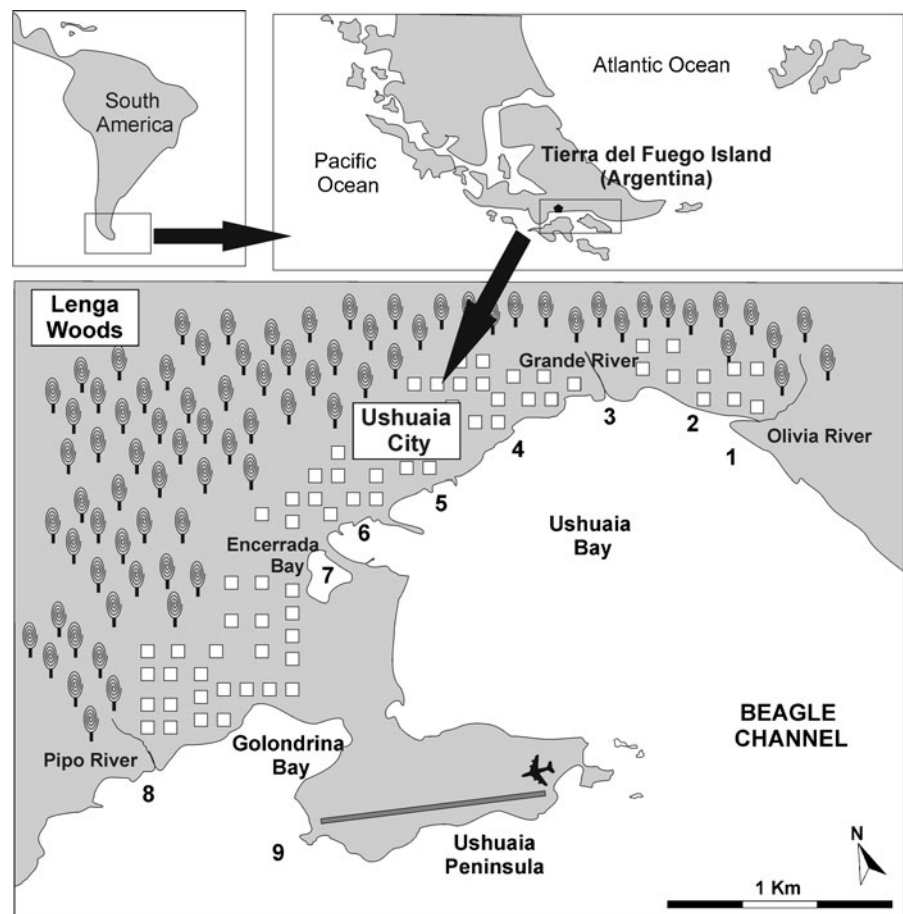 South
America
Atlantic Ocean
Pacific
Ocean
Tierra del Fuego Island
(Argentina)
Lenga
Woods
Grande River
Ushuaia
City
3
2
Olivia River
4
1
5
Ushuaia
Bay
6
Encerrada
Bay
7
BEAGLE
CHANNEL
Golondrina
Bay
Pipo River
8
9
Ushuaia
Peninsula
N
1 Km